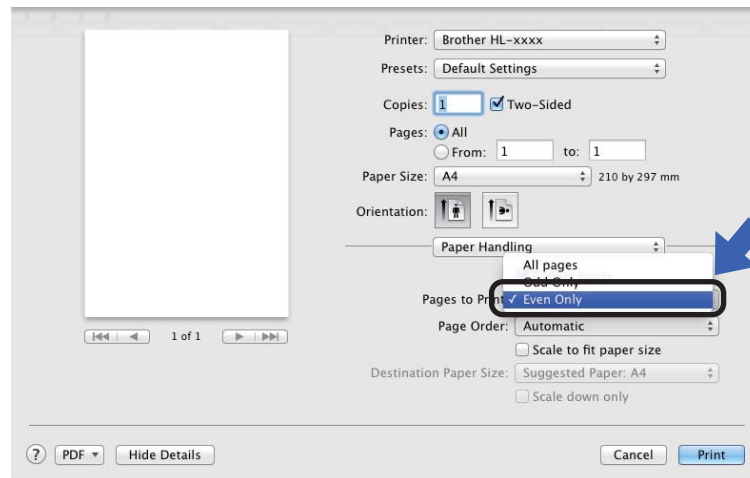 Printer: Brother HL-xxxx
Presets: Default Settings
Copies: 1 Two-Sided
Pages: All
From: 1 to: 1
Paper Size: A4 210 by 297 mm
Orientation:
Paper Handling
All pages
Odd Only
Pages to Print ✓ Even Only
Page Order: Automatic
1 of 1
Scale to fit paper size
Destination Paper Size: Suggested Paper: A4
Scale down only
? PDF Hide Details Cancel Print